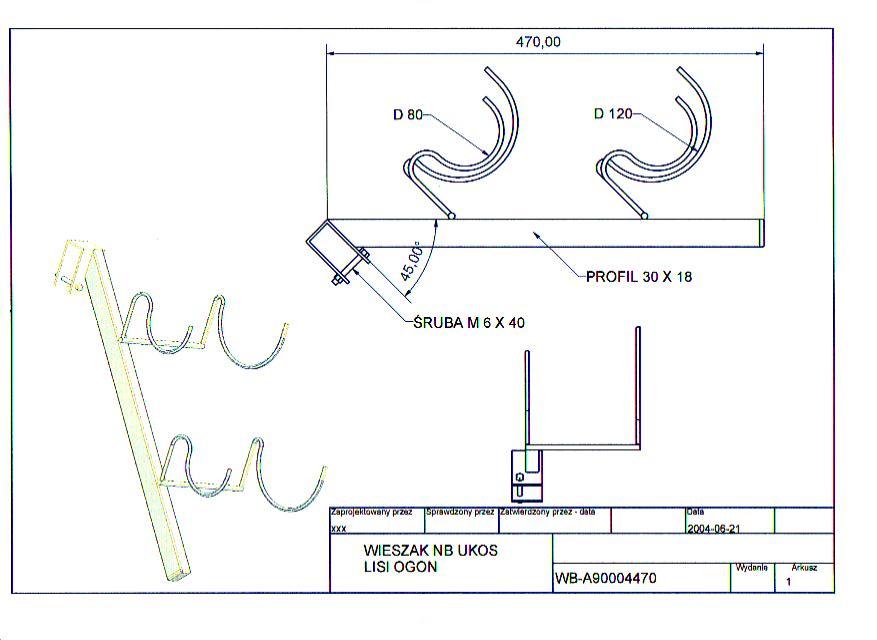 470,00
D 80
D 120
45,00°
PROFIL 30 X 18
ŚRUBA M 6 X 40
Zaprojektowany przez
Sprawdzony przez
Zatwierdzony przez - data
Data
xxx
2004-06-21
WIESZAK NB UKOS
LISI OGON
WB-A90004470
Wydanie
Arkusz
1